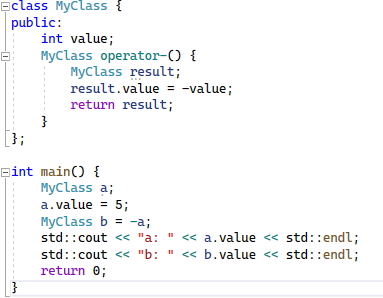 class MyClass {
public:
    int value;
    MyClass operator-() {
        MyClass result;
        result.value = -value;
        return result;
    }
};

int main() {
    MyClass a;
    a.value = 5;
    MyClass b = -a;
    std::cout << "a: " << a.value << std::endl;
    std::cout << "b: " << b.value << std::endl;
    return 0;
}